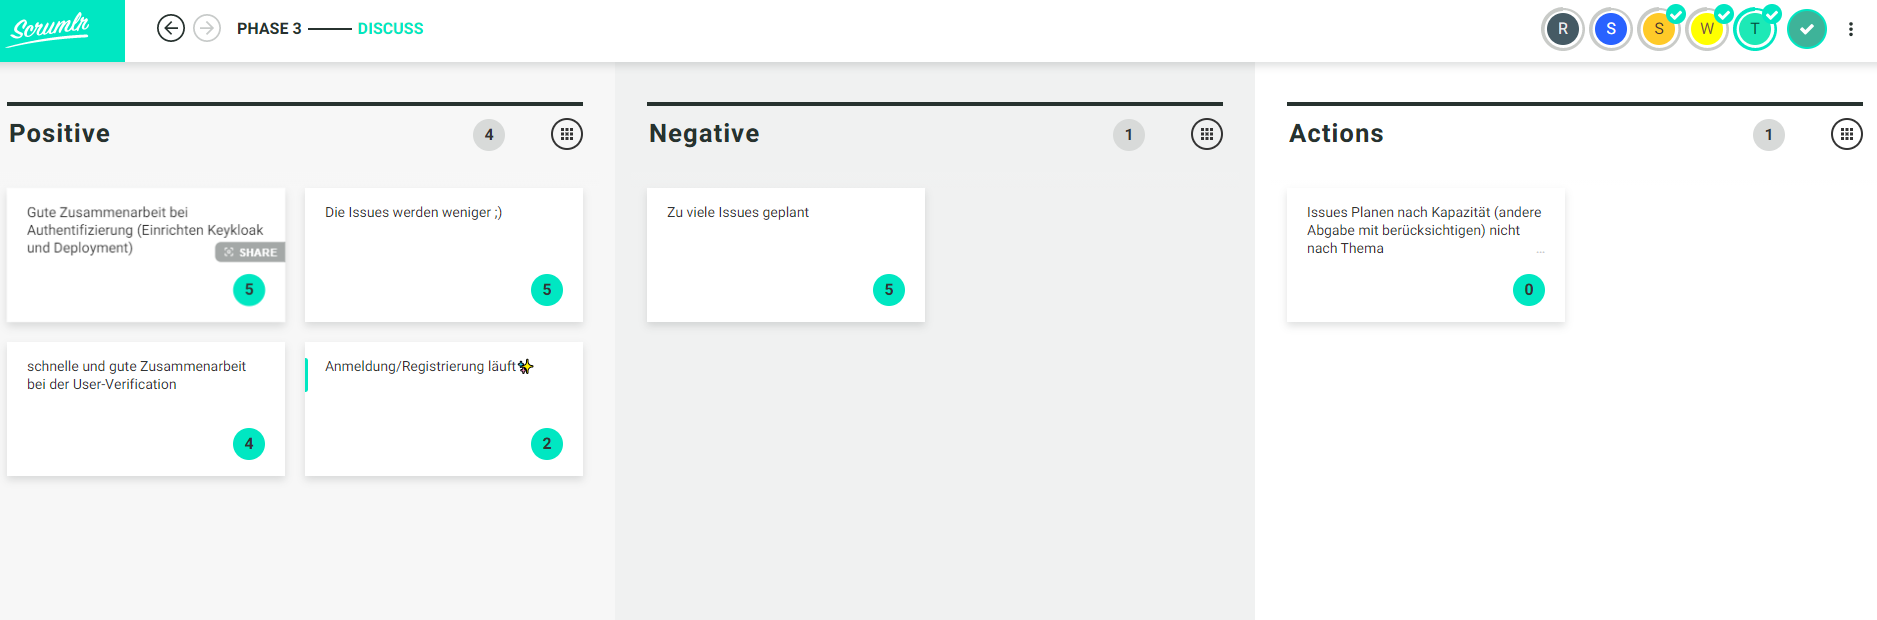 Scrumlr
PHASE 3
DISCUSS
R
S
S
W
T
Positive
4
Gute Zusammenarbeit bei
Authentifizierung (Einrichten Keykloak
und Deployment)
SHARE
5
Die Issues werden weniger ;)
5
schnelle und gute Zusammenarbeit
bei der User-Verification
4
Anmeldung/Registrierung läuft✨
2
Negative
1
Zu viele Issues geplant
5
Actions
1
Issues Planen nach Kapazität (andere
Abgabe mit berücksichtigen) nicht
nach Thema
...
0